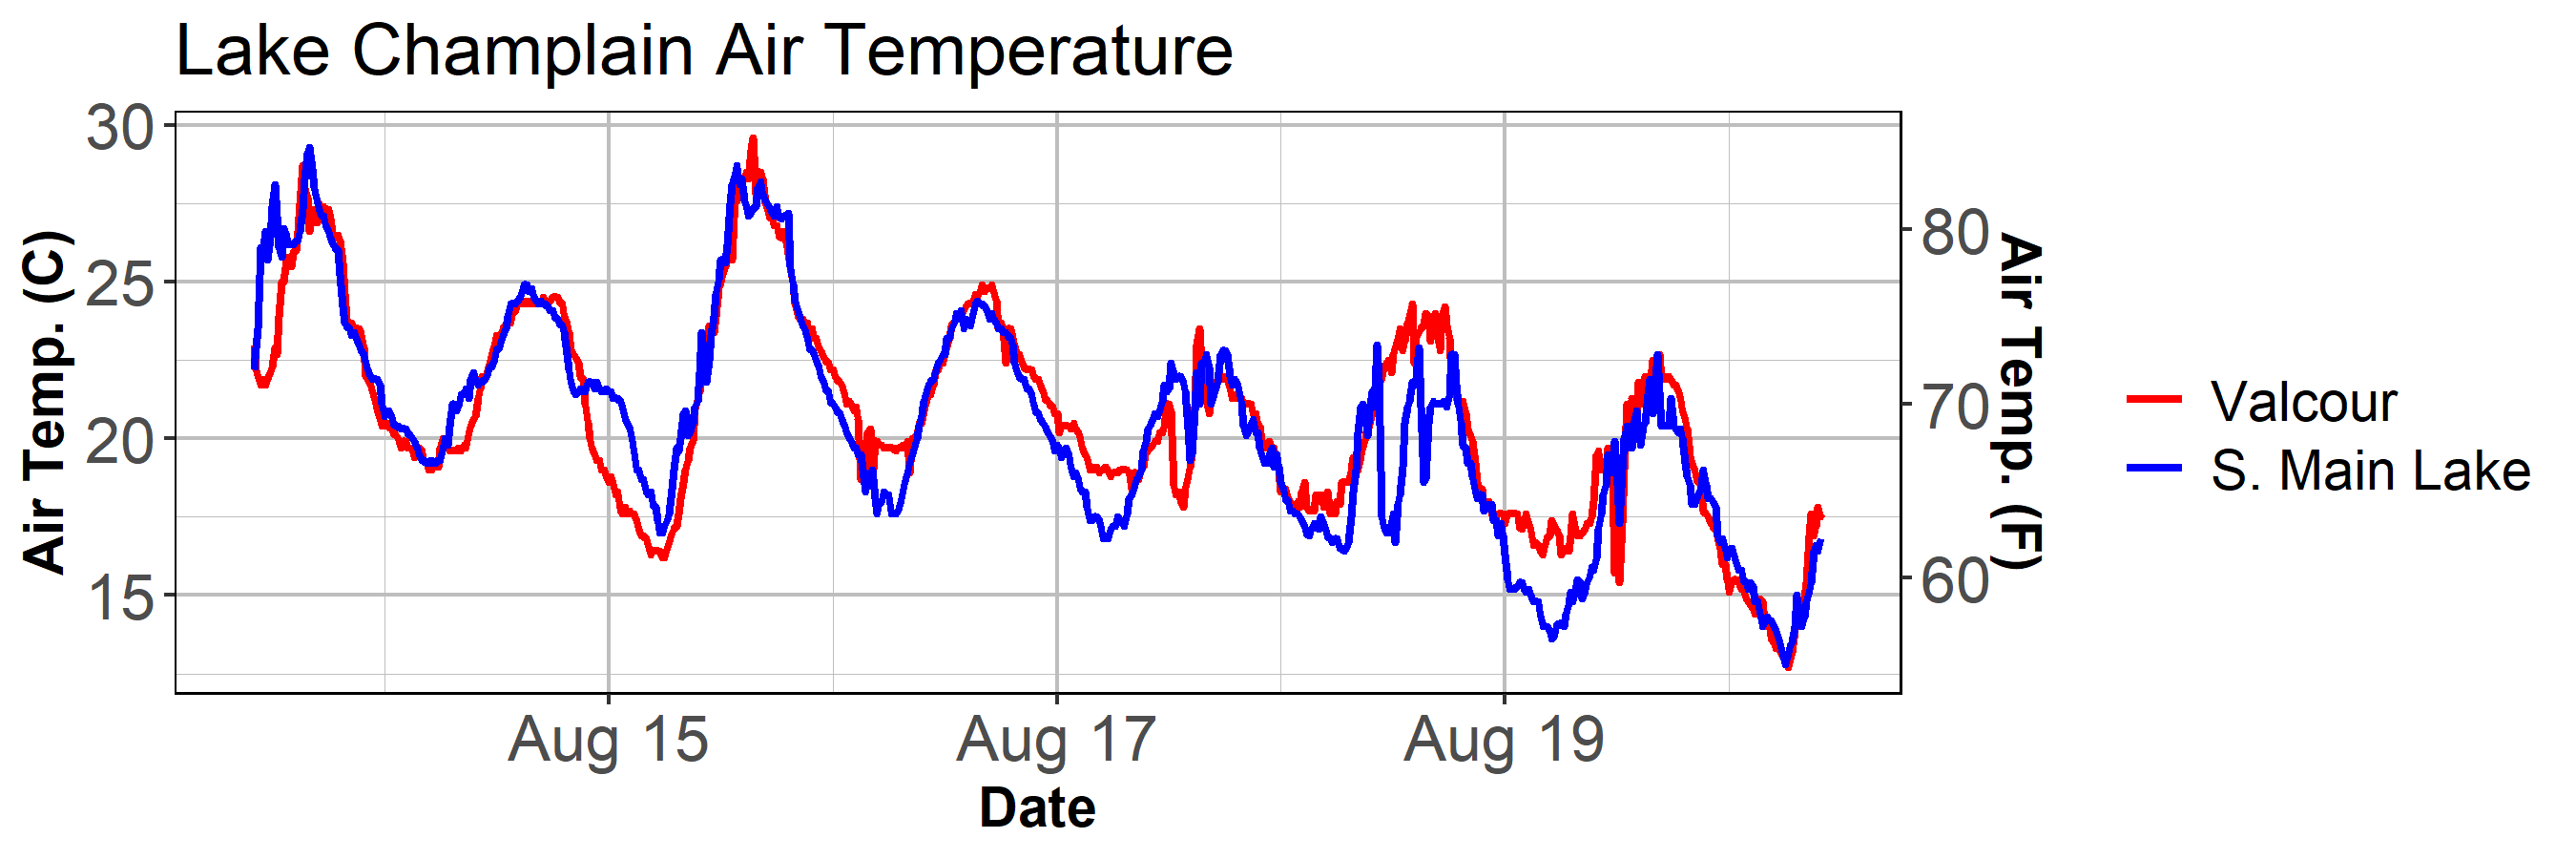 Lake Champlain Air Temperature
30
25
20
15
Air Temp. (C)
80
70
60
Air Temp. (F)
Aug 15
Aug 17
Aug 19
Date
Valcour
S. Main Lake